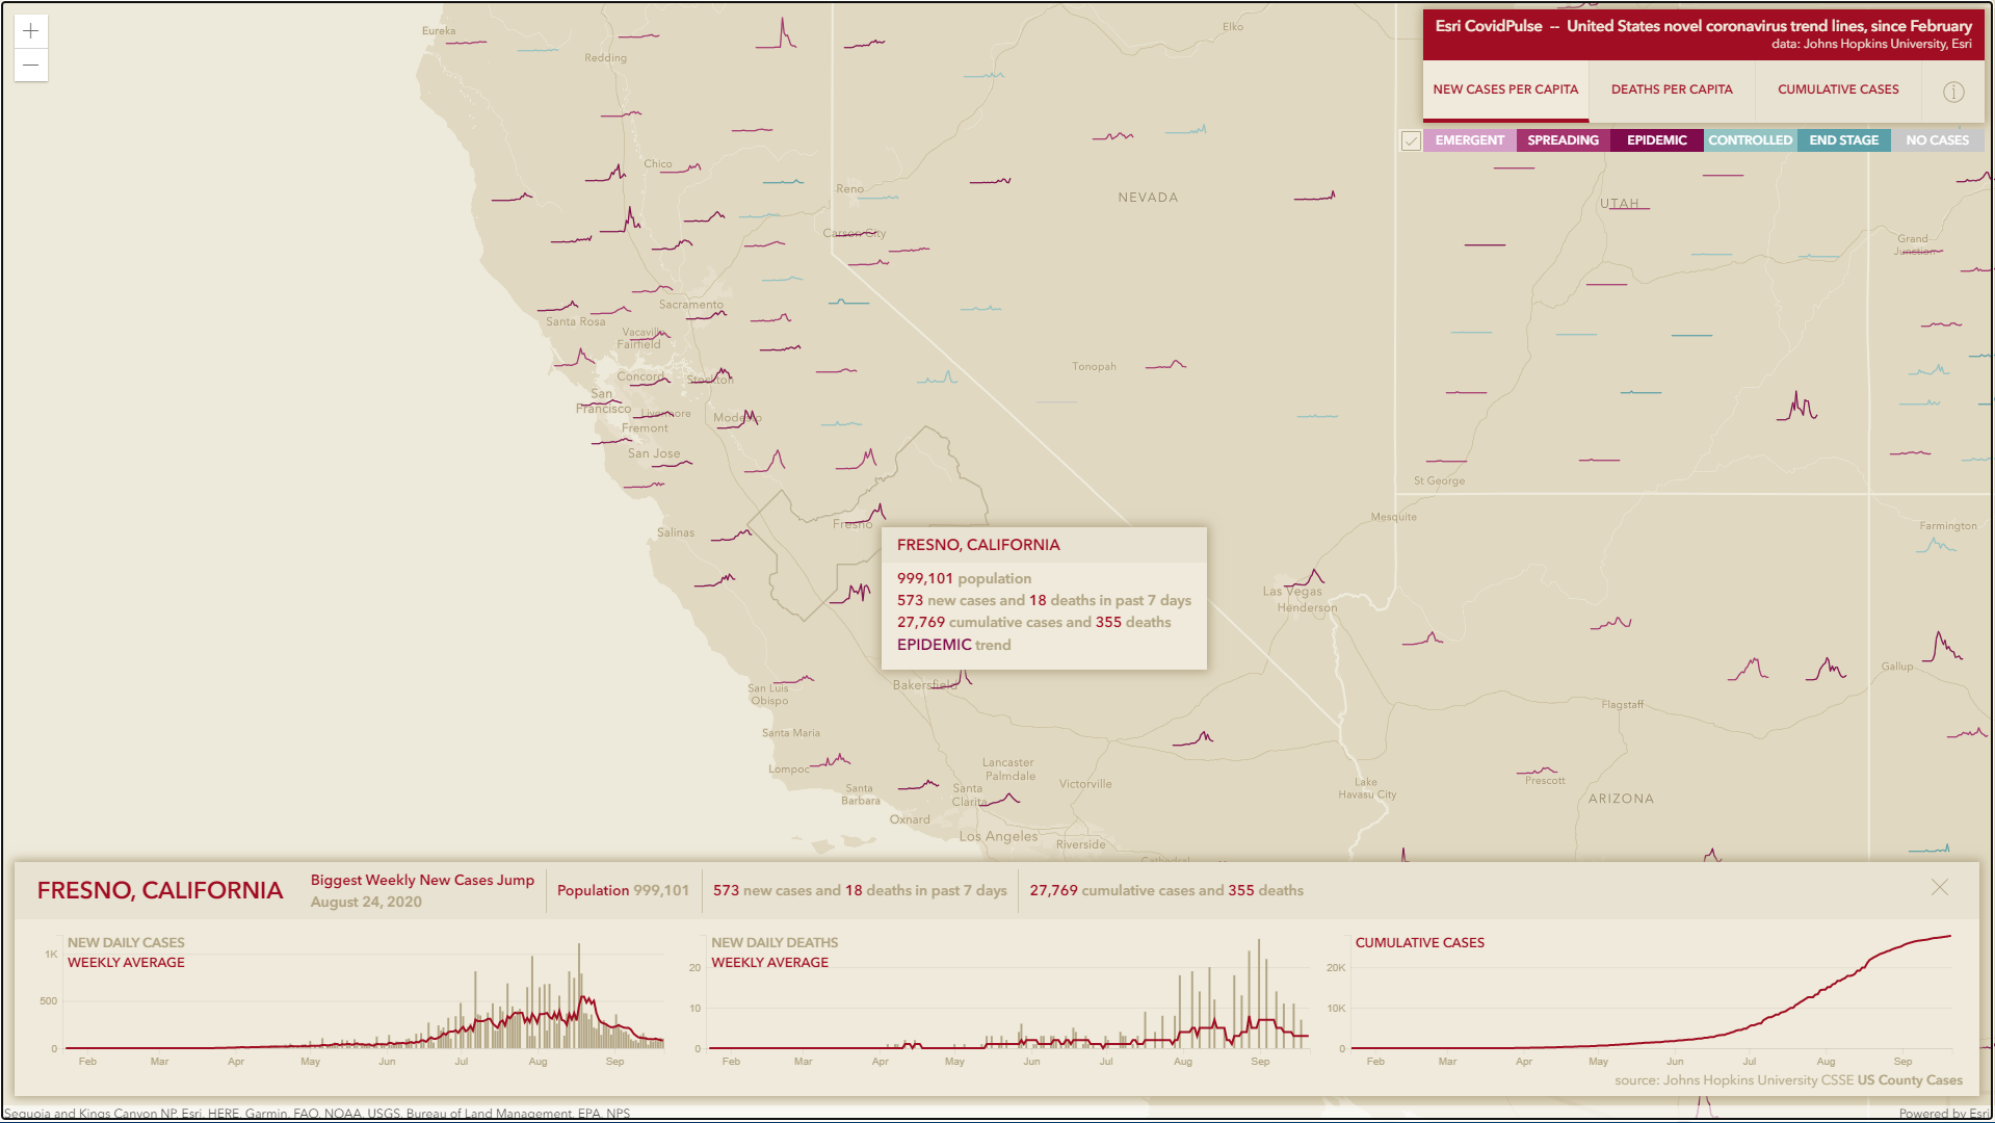 Esri CovidPulse -- United States novel coronavirus trend lines, since February
data: Johns Hopkins University, Esri
NEW CASES PER CAPITA
DEATHS PER CAPITA
CUMULATIVE CASES
EMERGENT
SPREADING
EPIDEMIC
CONTROLLED
END STAGE
NO CASES
Eureka
Redding
Elko
Chico
Reno
NEVADA
UTAH
Carson City
Grand
Junction
Sacramento
Santa Rosa
Vacaville
Fairfield
Concord
Stockton
Tonopah
San
Francisco
Livermore
Modesto
Fremont
San Jose
St George
Mesquite
Salinas
Fresno
Farmington
FRESNO, CALIFORNIA
999,101 population
573 new cases and 18 deaths in past 7 days
27,769 cumulative cases and 355 deaths
EPIDEMIC trend
Las Vegas
Henderson
Gallup
San Luis
Obispo
Bakersfield
Flagstaff
Santa Maria
Lompoc
Lancaster
Palmdale
Victorville
Prescott
Lake
Havasu City
ARIZONA
Santa
Barbara
Santa
Clarita
Oxnard
Los Angeles
Riverside
Cathedral
FRESNO, CALIFORNIA
Biggest Weekly New Cases Jump
August 24, 2020
Population 999,101
573 new cases and 18 deaths in past 7 days
27,769 cumulative cases and 355 deaths
NEW DAILY CASES
WEEKLY AVERAGE
1K
500
0
Feb Mar Apr May Jun Jul Aug Sep
NEW DAILY DEATHS
WEEKLY AVERAGE
20
10
0
Feb Mar Apr May Jun Jul Aug Sep
CUMULATIVE CASES
20K
10K
0
Feb Mar Apr May Jun Jul Aug Sep
source: Johns Hopkins University CSSE US County Cases
Sequoia and Kings Canyon NP, Esri, HERE, Garmin, FAO, NOAA, USGS, Bureau of Land Management, EPA, NPS
Powered by Esri